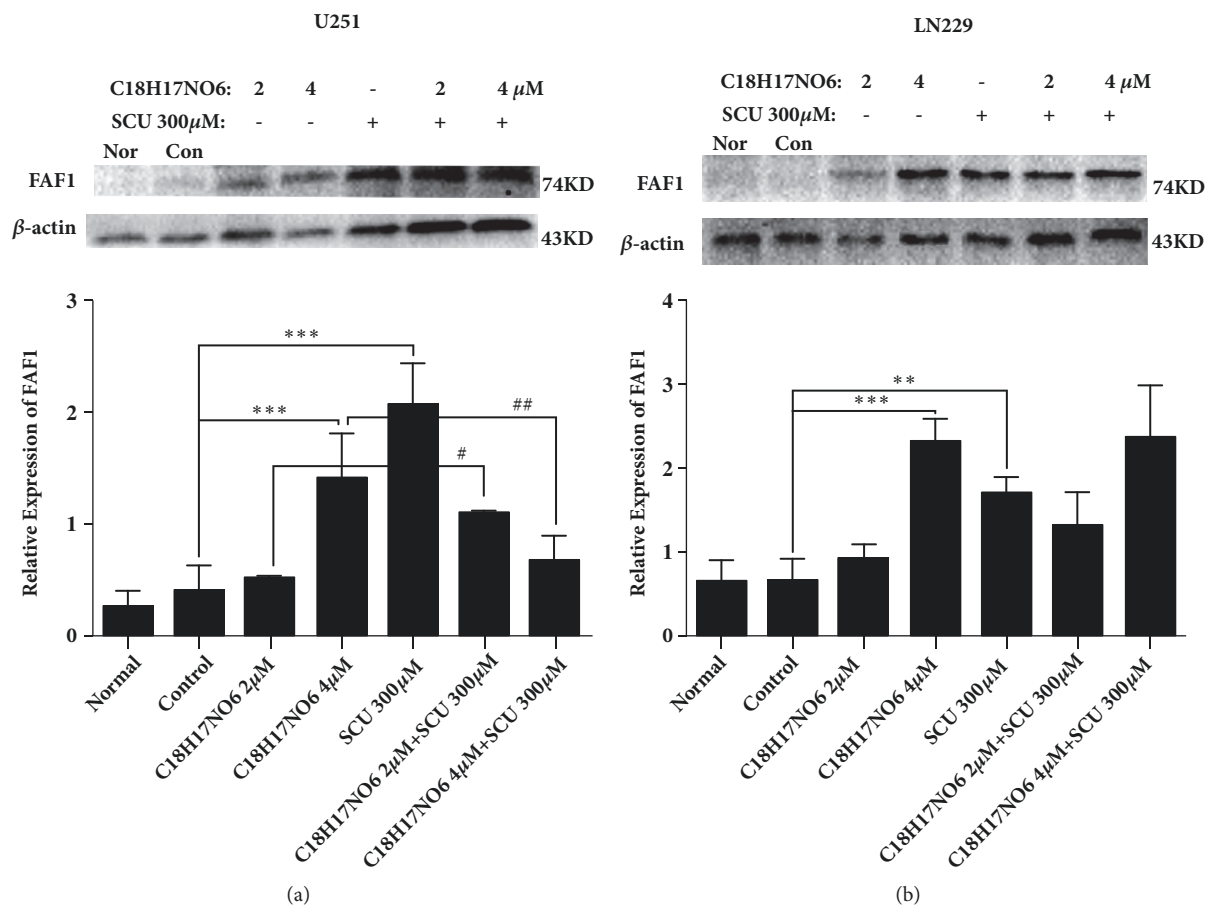 U251
C18H17NO6: 2 4 - 2 4 μM
SCU 300μM: - - + + +
Nor Con
FAF1 74KD
β-actin 43KD
Relative Expression of FAF1
3
2
1
0
***
***
##
#
Normal
Control
C18H17NO6 2μM
C18H17NO6 4μM
SCU 300μM
C18H17NO6 2μM+SCU 300μM
C18H17NO6 4μM+SCU 300μM
(a)
LN229
C18H17NO6: 2 4 - 2 4 μM
SCU 300μM: - - + + +
Nor Con
FAF1 74KD
β-actin 43KD
Relative Expression of FAF1
4
3
2
1
0
**
***
Normal
Control
C18H17NO6 2μM
C18H17NO6 4μM
SCU 300μM
C18H17NO6 2μM+SCU 300μM
C18H17NO6 4μM+SCU 300μM
(b)